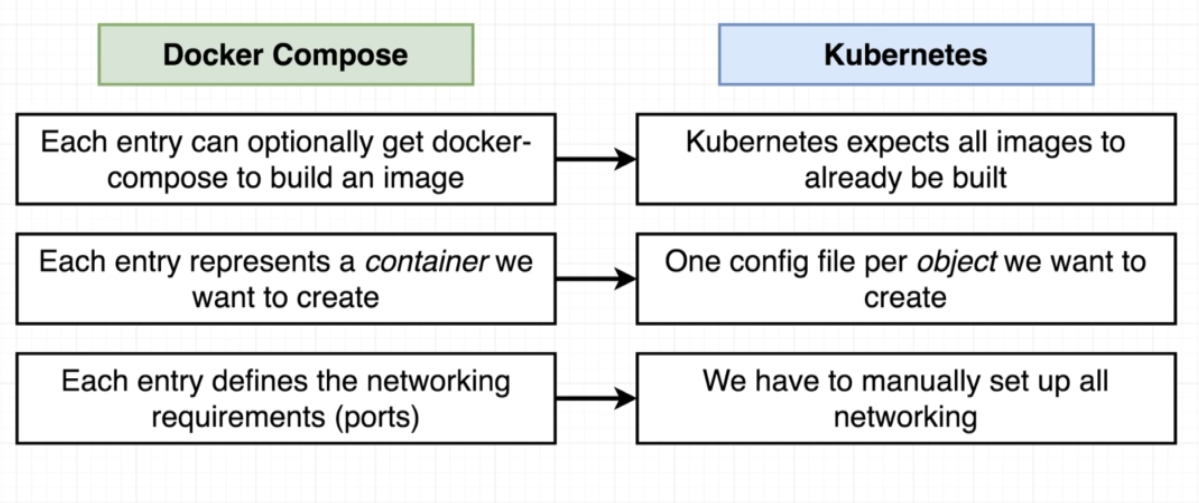 Docker Compose
Kubernetes
Each entry can optionally get docker-
compose to build an image
Kubernetes expects all images to
already be built
Each entry represents a container we
want to create
One config file per object we want to
create
Each entry defines the networking
requirements (ports)
We have to manually set up all
networking